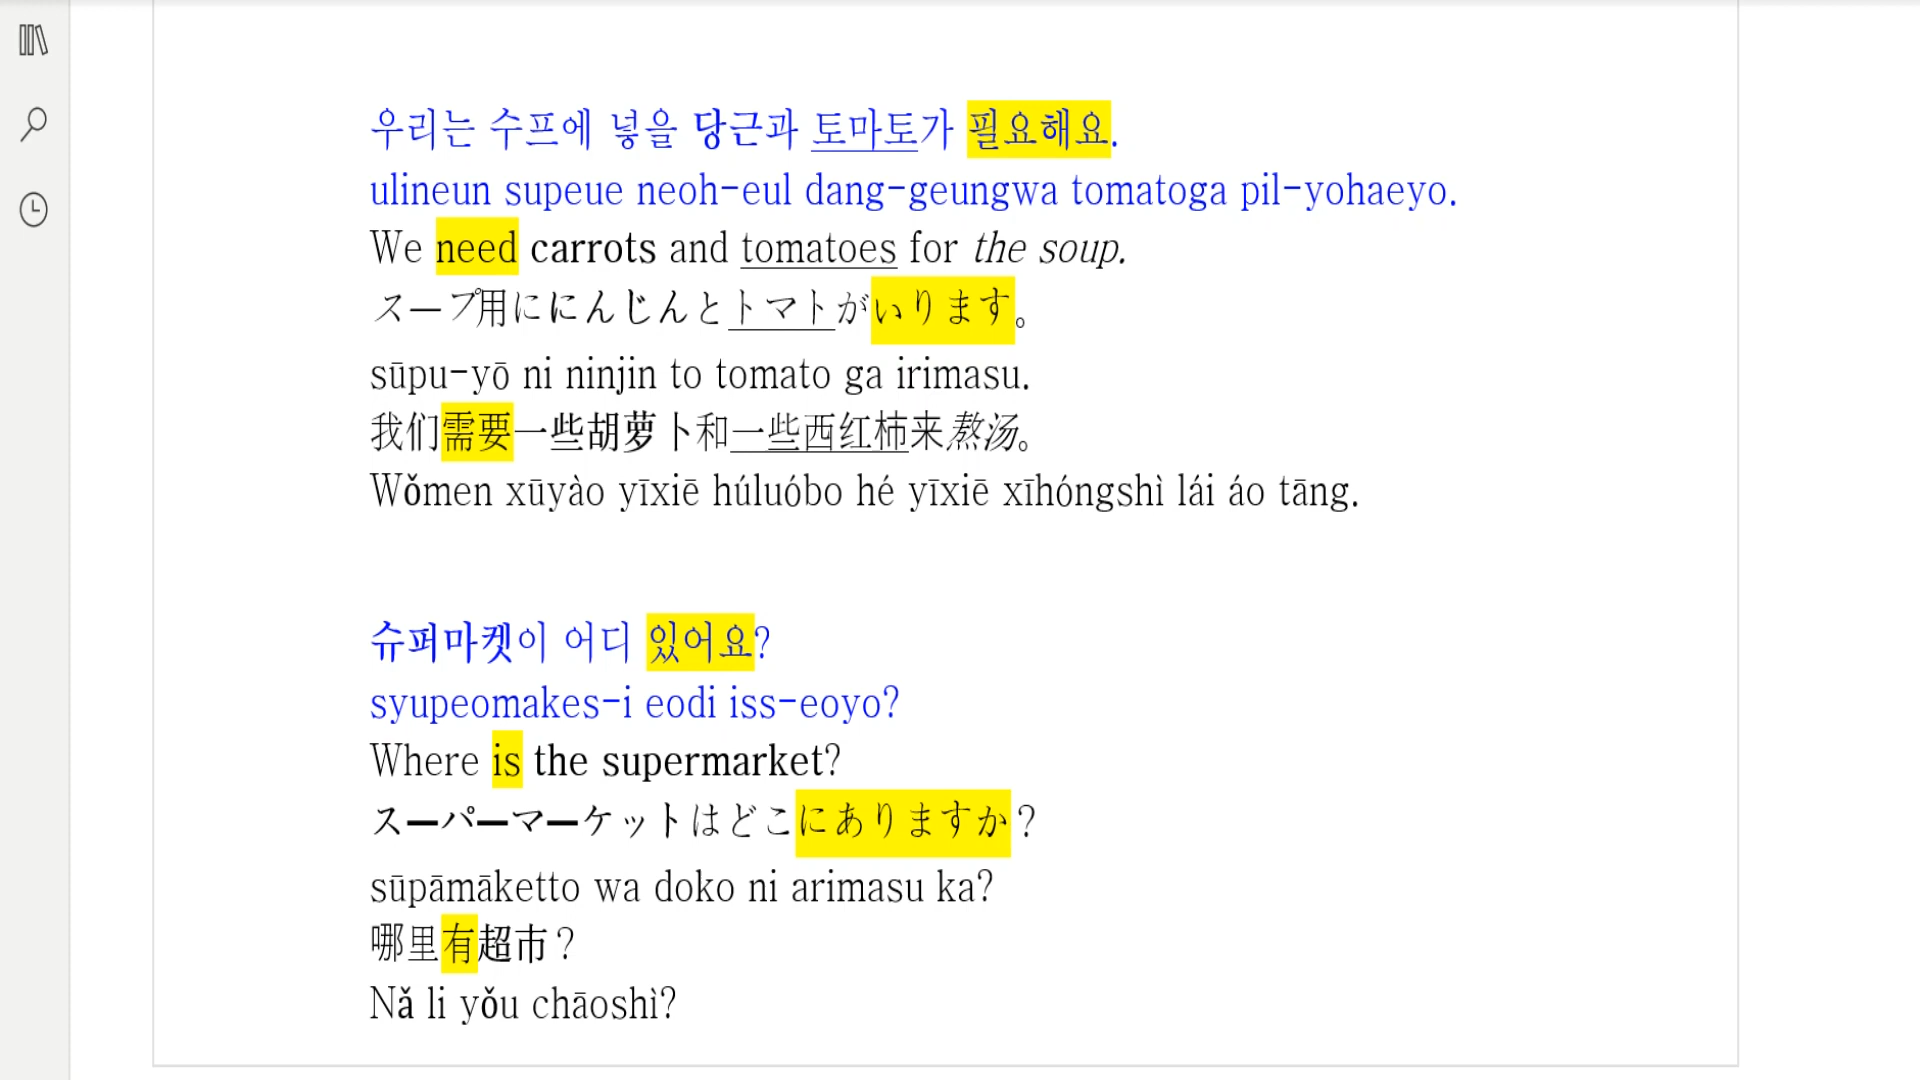 우리는 수프에 넣을 당근과 토마토가 필요해요.
ulineun supeue neoh-eul dang-geungwa tomatoga pil-yohaeyo.
We need carrots and tomatoes for the soup.
スープ用ににんじんとトマトがいります。
sūpu-yō ni ninjin to tomato ga irimasu.
我们需要一些胡萝卜和一些西红柿来熬汤。
Wǒmen xūyào yīxiē húluóbo hé yīxiē xīhóngshì lái áo tāng.
슈퍼마켓이 어디 있어요?
syupeomakes-i eodi iss-eoyo?
Where is the supermarket?
スーパーマーケットはどこにありますか？
sūpāmāketto wa doko ni arimasu ka?
哪里有超市？
Nǎ li yǒu chāoshì?